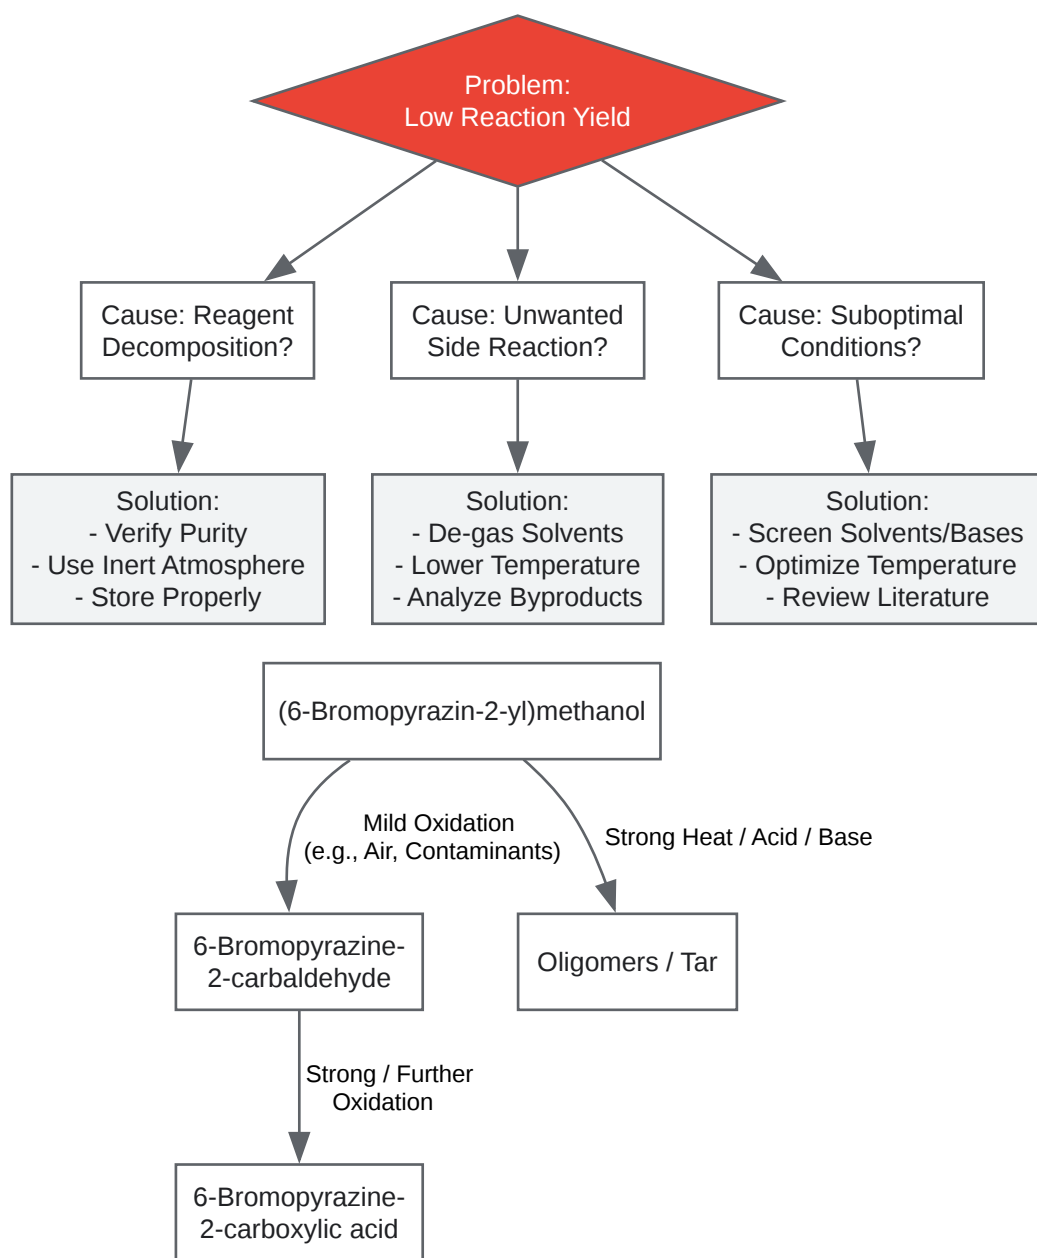 Problem:
Low Reaction Yield
Cause: Reagent
Decomposition?
Cause: Unwanted
Side Reaction?
Cause: Suboptimal
Conditions?
Solution:
- Verify Purity
- Use Inert Atmosphere
- Store Properly
Solution:
- De-gas Solvents
- Lower Temperature
- Analyze Byproducts
Solution:
- Screen Solvents/Bases
- Optimize Temperature
- Review Literature
(6-Bromopyrazin-2-yl)methanol
Mild Oxidation
(e.g., Air, Contaminants)
Strong Heat / Acid / Base
6-Bromopyrazine-
2-carbaldehyde
Oligomers / Tar
Strong / Further
Oxidation
6-Bromopyrazine-
2-carboxylic acid